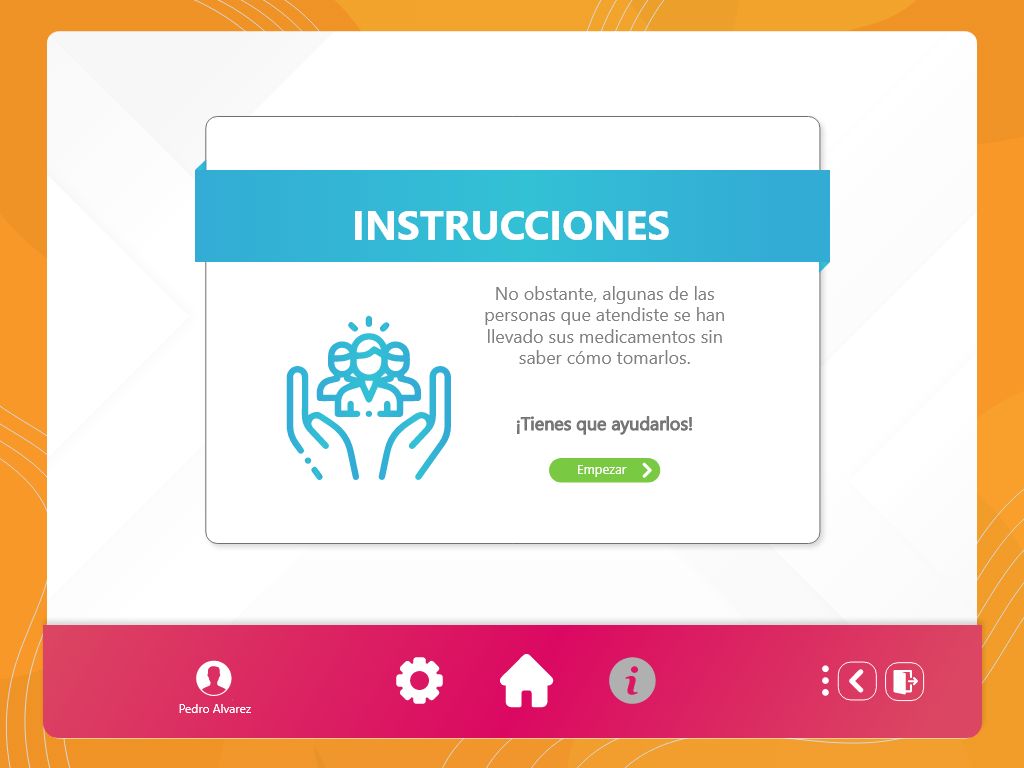 INSTRUCCIONES
No obstante, algunas de las
personas que atendiste se han
llevado sus medicamentos sin
saber cómo tomarlos.
¡Tienes que ayudarlos!
Empezar
Pedro Alvarez
i